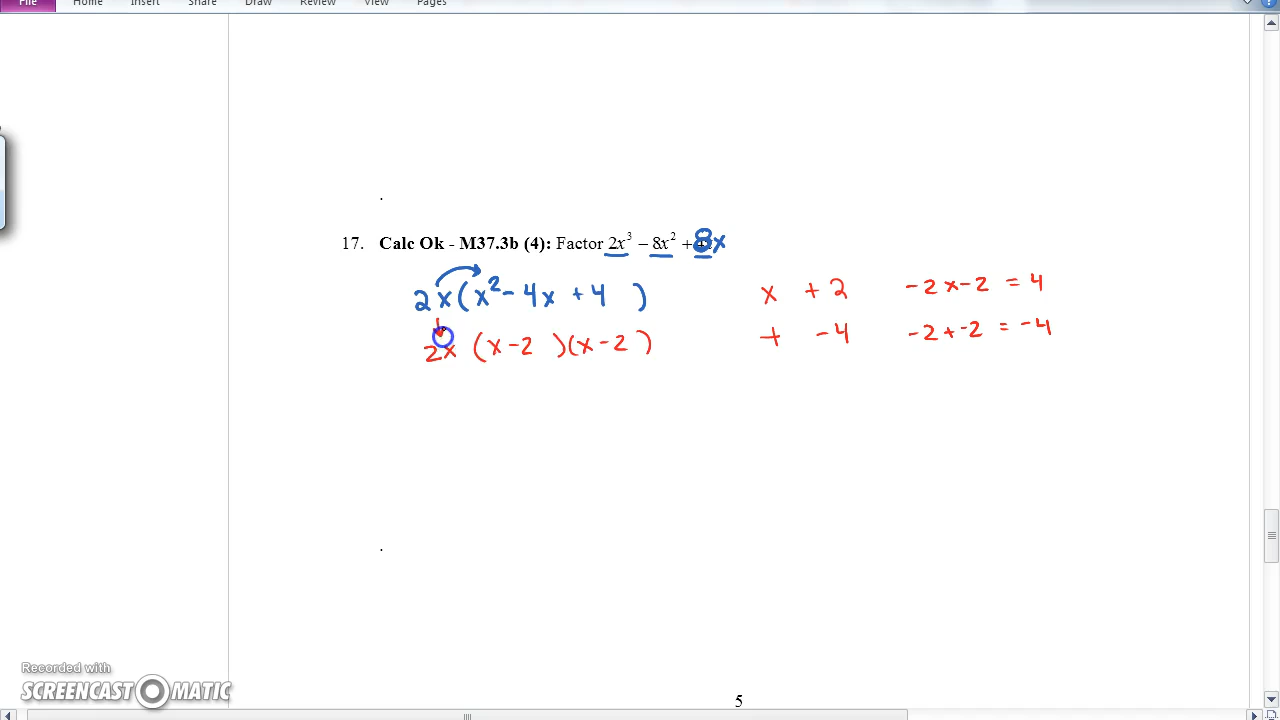 File Home Insert Share Draw Review View Pages
.
17. Calc Ok - M37.3b (4): Factor 2x³ − 8x² + 8x
2x(x² - 4x + 4 )
x + 2 -2 x -2 = 4
2x (x - 2 )(x - 2 )
+ -4 -2 + -2 = -4
.
Recorded with
SCREENCAST MATIC
5